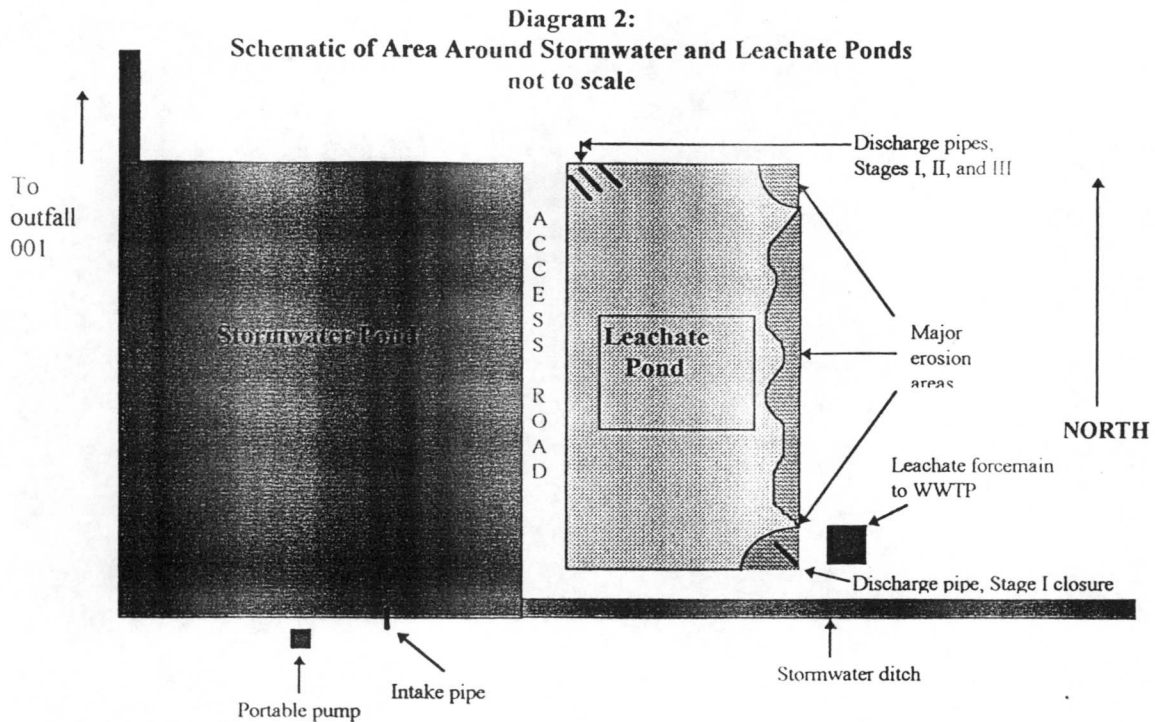 Diagram 2:
Schematic of Area Around Stormwater and Leachate Ponds
not to scale
Discharge pipes,
Stages I, II, and III
To
outfall
001
ACCESS ROAD
Stormwater Pond
Leachate
Pond
Major
erosion
areas
NORTH
Leachate forcemain
to WWTP
Discharge pipe, Stage I closure
Stormwater ditch
Intake pipe
Portable pump